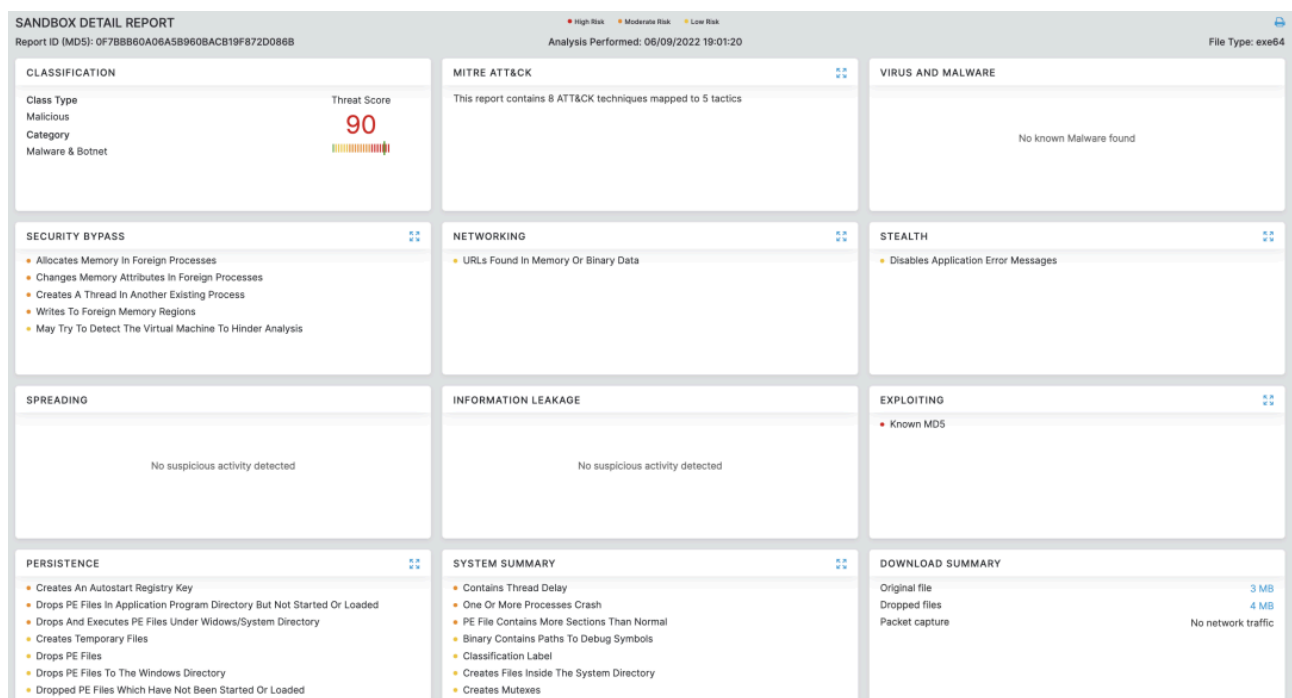 SANDBOX DETAIL REPORT
High Risk Moderate Risk Low Risk
Report ID (MD5): 0F7BBB60A06A5B960BACB19F872D086B
Analysis Performed: 06/09/2022 19:01:20
File Type: exe64
CLASSIFICATION
Class Type
Malicious
Category
Malware & Botnet
Threat Score
90
MITRE ATT&CK
This report contains 8 ATT&CK techniques mapped to 5 tactics
VIRUS AND MALWARE
No known Malware found
SECURITY BYPASS
Allocates Memory In Foreign Processes
Changes Memory Attributes In Foreign Processes
Creates A Thread In Another Existing Process
Writes To Foreign Memory Regions
May Try To Detect The Virtual Machine To Hinder Analysis
NETWORKING
URLs Found In Memory Or Binary Data
STEALTH
Disables Application Error Messages
SPREADING
No suspicious activity detected
INFORMATION LEAKAGE
No suspicious activity detected
EXPLOITING
Known MD5
PERSISTENCE
Creates An Autostart Registry Key
Drops PE Files In Application Program Directory But Not Started Or Loaded
Drops And Executes PE Files Under Widows/System Directory
Creates Temporary Files
Drops PE Files
Drops PE Files To The Windows Directory
Dropped PE Files Which Have Not Been Started Or Loaded
SYSTEM SUMMARY
Contains Thread Delay
One Or More Processes Crash
PE File Contains More Sections Than Normal
Binary Contains Paths To Debug Symbols
Classification Label
Creates Files Inside The System Directory
Creates Mutexes
DOWNLOAD SUMMARY
Original file 3 MB
Dropped files 4 MB
Packet capture No network traffic